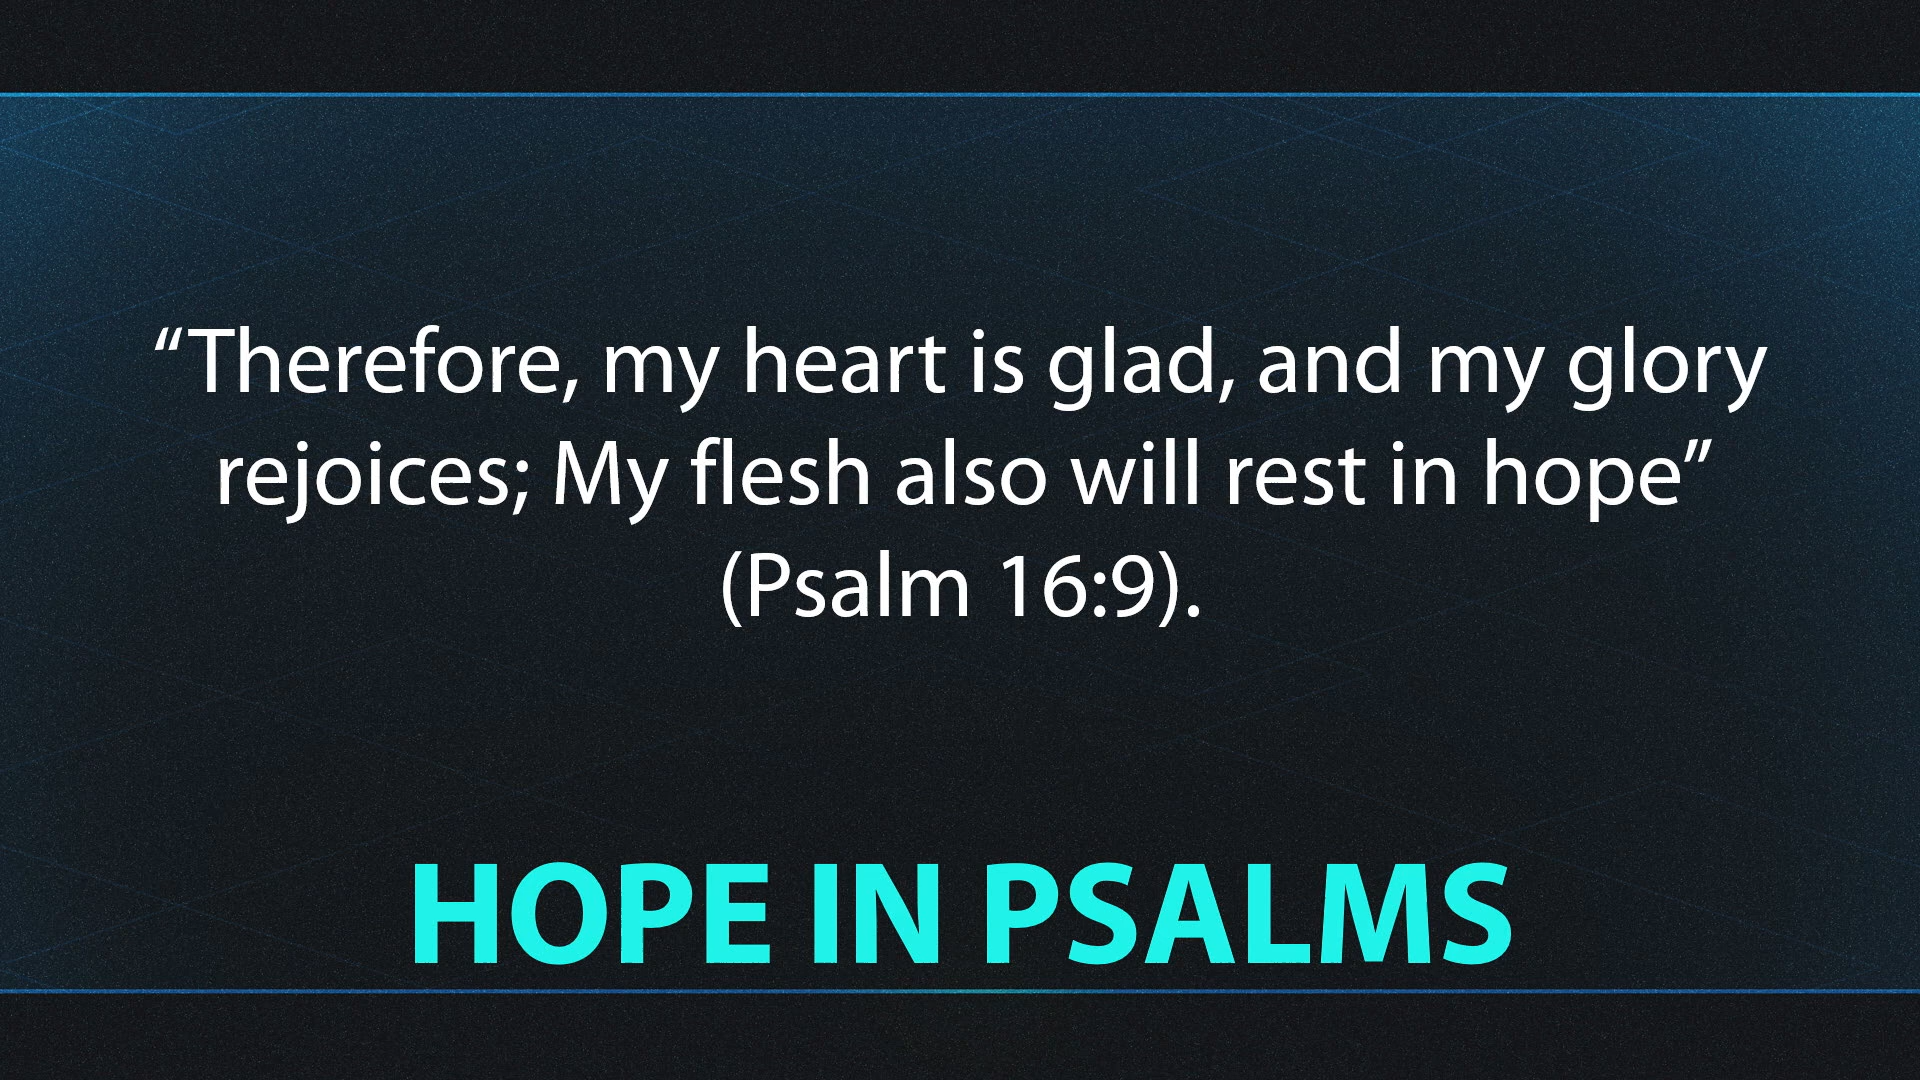 “Therefore, my heart is glad, and my glory
rejoices; My flesh also will rest in hope”
(Psalm 16:9).
HOPE IN PSALMS